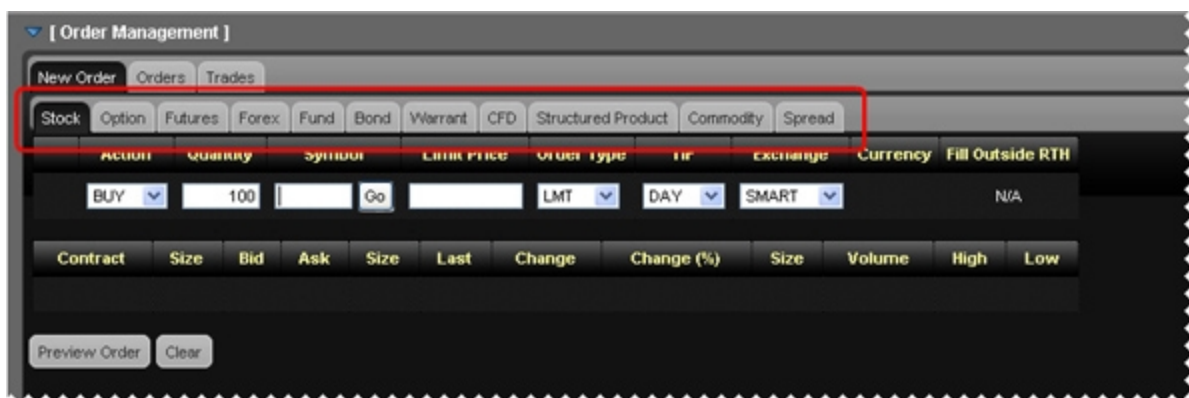 [ Order Management ]
New Order Orders Trades
Stock Option Futures Forex Fund Bond Warrant CFD Structured Product Commodity Spread
Action Quantity Symbol Limit Price Order Type TIF Exchange Currency Fill Outside RTH
BUY 100 Go LMT DAY SMART N/A
Contract Size Bid Ask Size Last Change Change (%) Size Volume High Low
Preview Order Clear